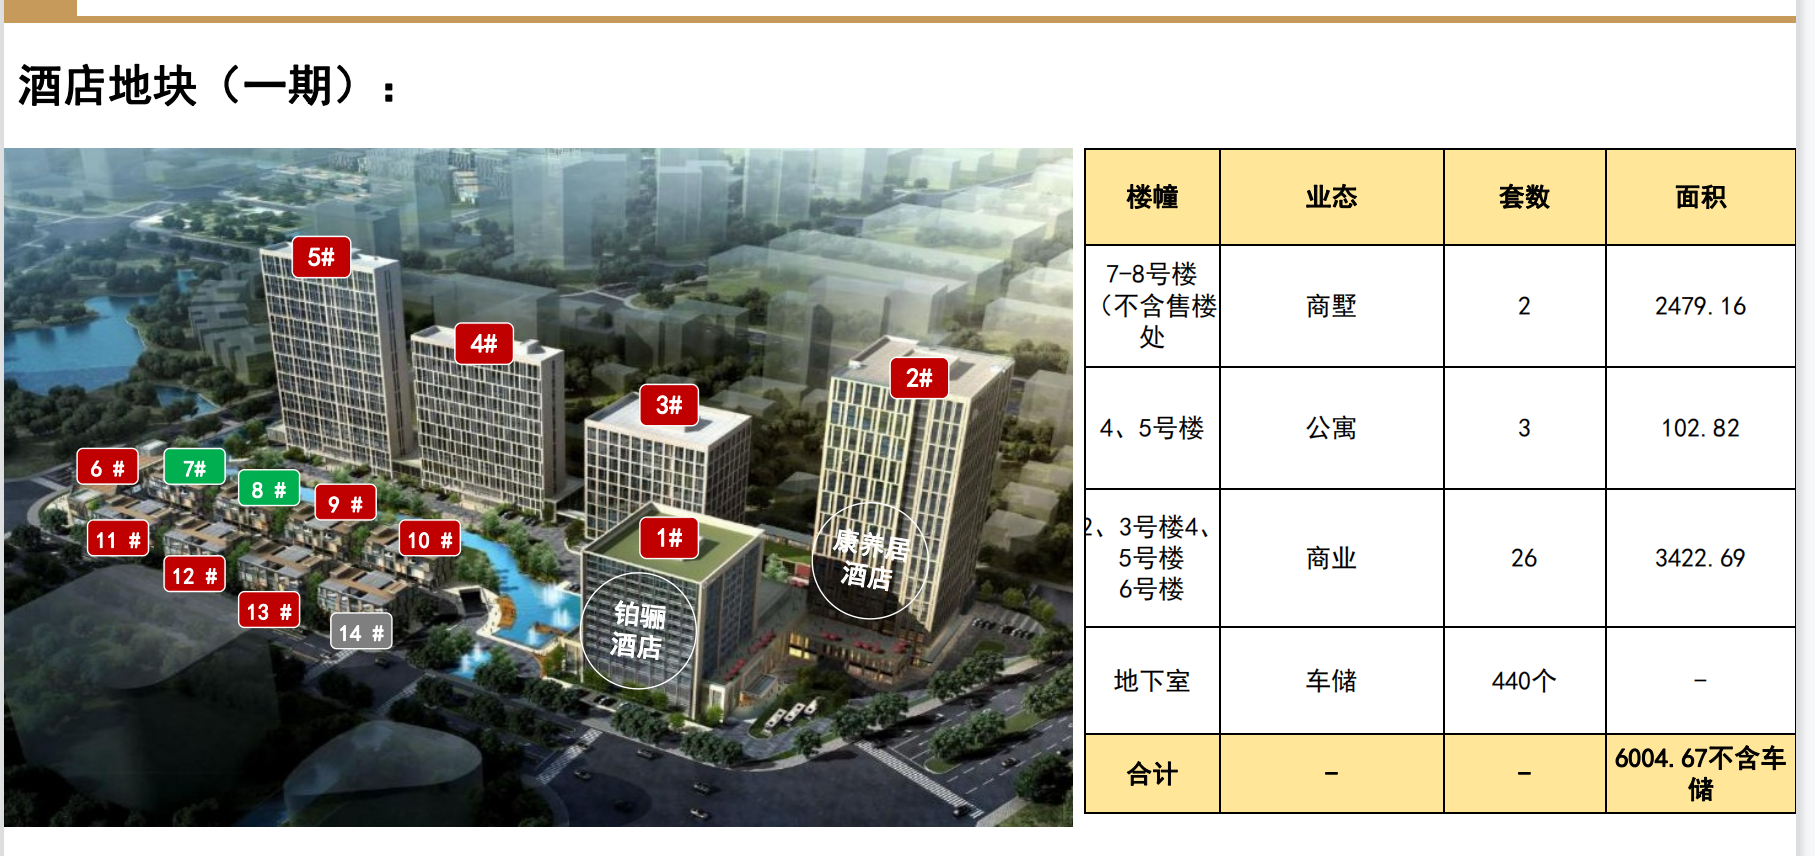 酒店地块（一期）：
5#
4#
3#
2#
1#
6 #
7#
8 #
9 #
10 #
11 #
12 #
13 #
14 #
康养居
酒店
铂骊
酒店
楼幢 业态 套数 面积
7-8号楼
（不含售楼
处
商墅 2 2479.16
4、5号楼 公寓 3 102.82
2、3号楼4、
5号楼
6号楼
商业 26 3422.69
地下室 车储 440个 -
合计 - - 6004.67不含车
储